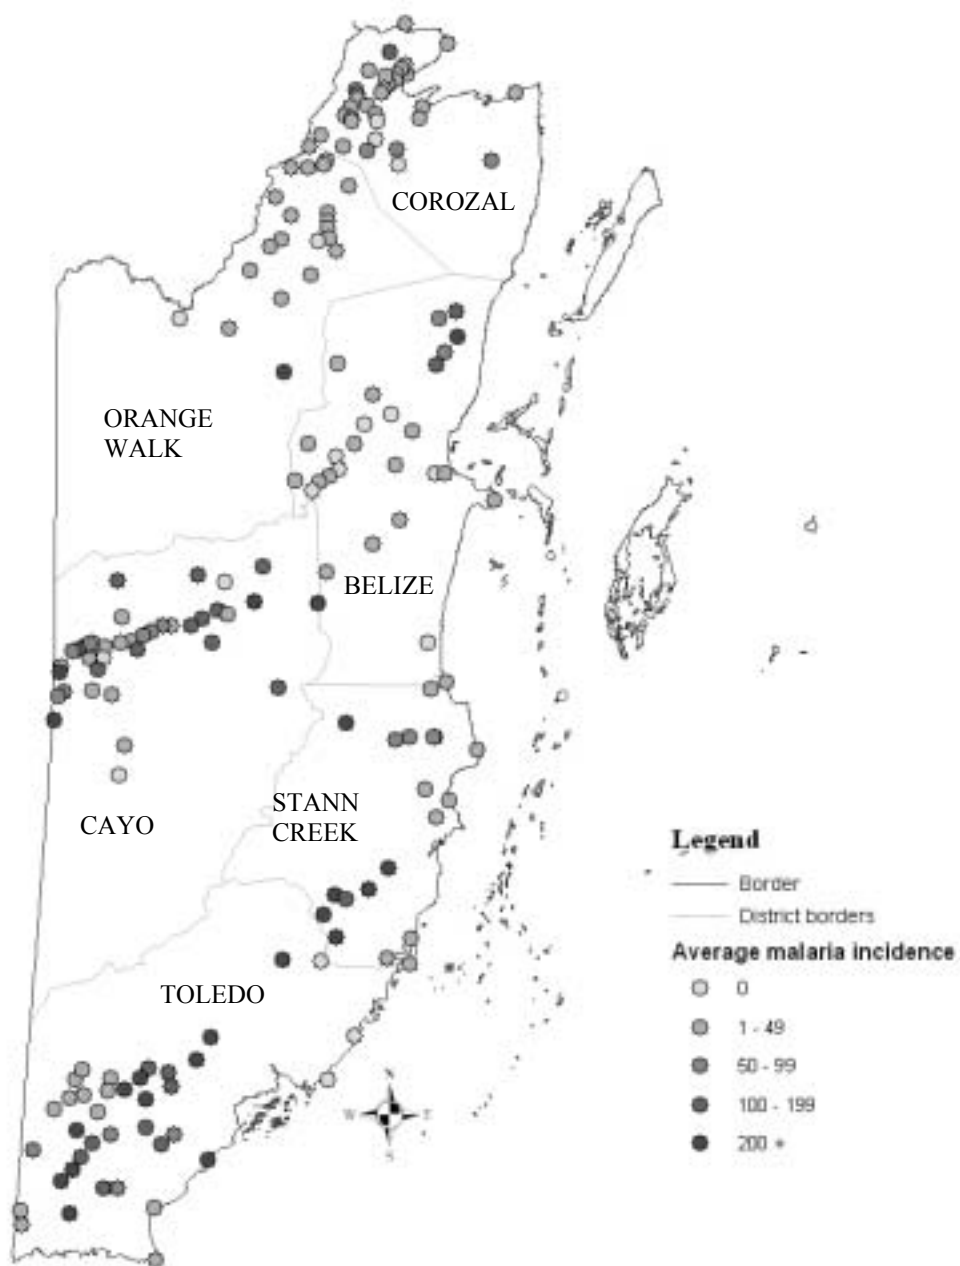 COROZAL
ORANGE
WALK
BELIZE
STANN
CREEK
CAYO
TOLEDO
Legend
Border
District borders
Average malaria incidence
0
1 - 49
50 - 99
100 - 199
200 +
N
W
E
S